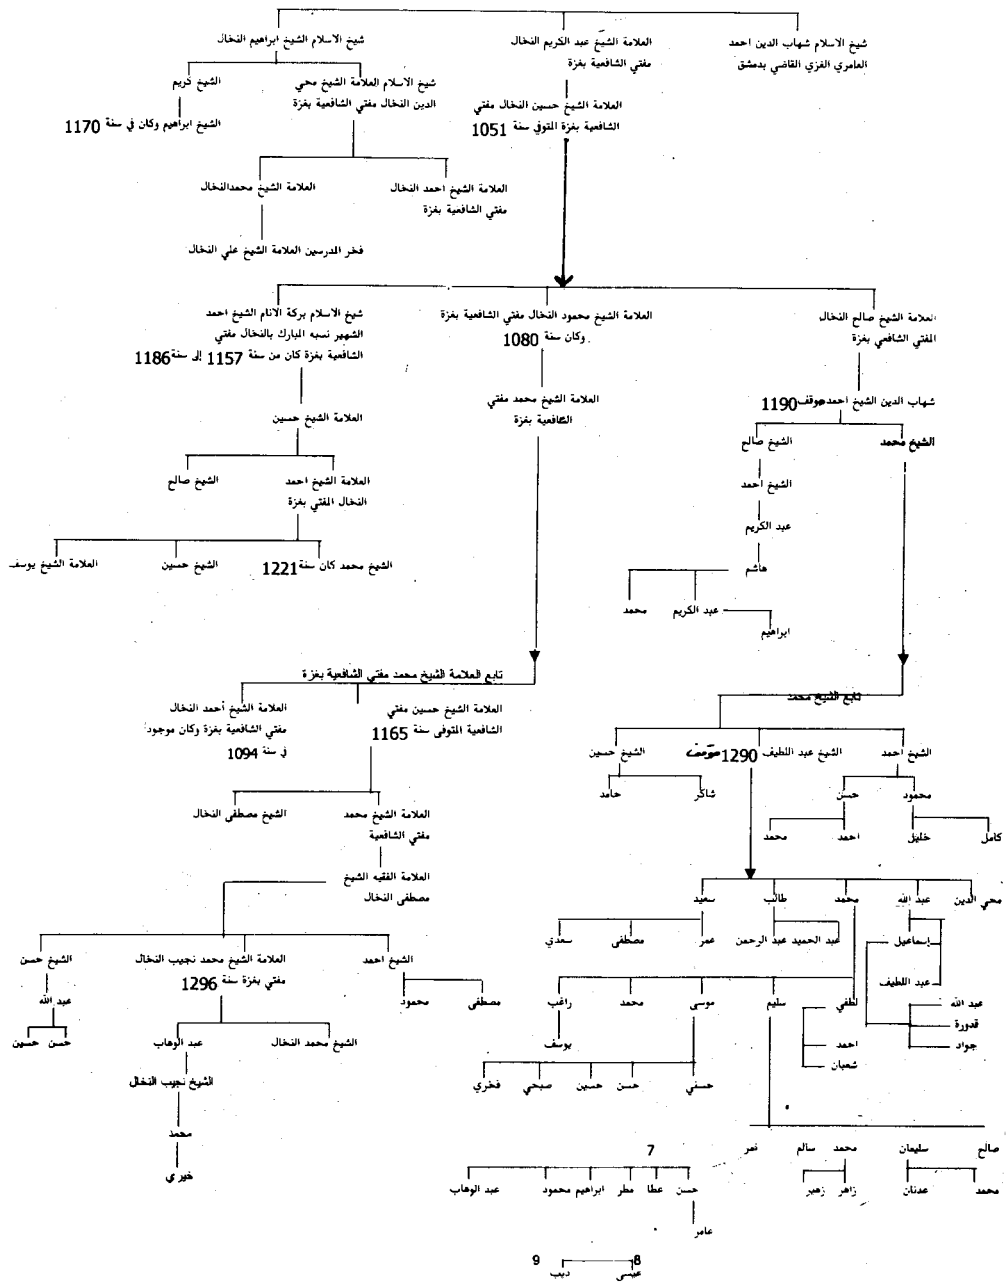 شيخ الاسلام شهاب الدين احمد
العامري الغزي القاضي بدمشق
العلامة الشيخ عبد الكريم النخال
مفتي الشافعية بغزة
شيخ الاسلام الشيخ ابراهيم النخال
العلامة الشيخ حسين النخال مفتي
الشافعية بغزة المتوفي سنة 1051
شيخ الاسلام العلامة الشيخ محي
الدين النخال مفتي الشافعية بغزة
الشيخ كريم
الشيخ ابراهيم وكان في سنة 1170
العلامة الشيخ احمد النخال
مفتي الشافعية بغزة
العلامة الشيخ محمدالنخال
فخر المدرسين العلامة الشيخ علي النخال
العلامة الشيخ صالح النخال
المفتي الشافعي بغزة
العلامة الشيخ محمود النخال مفتي الشافعية بغزة
وكان سنة 1080
شيخ الاسلام بركة الانام الشيخ احمد
الشهير نسبه المبارك بالنخال مفتي
الشافعية بغزة كان من سنة 1157 إلى سنة 1186
شهاب الدين الشيخ احمد موقف 1190
العلامة الشيخ محمد مفتي
الشافعية بغزة
العلامة الشيخ حسين
الشيخ محمد
الشيخ صالح
الشيخ احمد
عبد الكريم
هاشم
عبد الكريم
محمد
ابراهيم
العلامة الشيخ احمد
النخال المفتي بغزة
الشيخ صالح
الشيخ محمد كان سنة 1221
الشيخ حسين
العلامة الشيخ يوسف
تابع العلامة الشيخ محمد مفتي الشافعية بغزة
العلامة الشيخ حسين مفتي
الشافعية المتوفى سنة 1165
العلامة الشيخ أحمد النخال
مفتي الشافعية بغزة وكان موجود
في سنة 1094
العلامة الشيخ محمد
مفتي الشافعية
الشيخ مصطفى النخال
العلامة الفقيه الشيخ
مصطفى النخال
الشيخ احمد
العلامة الشيخ محمد نجيب النخال
مفتي بغزة سنة 1296
الشيخ حسن
مصطفى
محمود
عبد الله
حسن
حسين
الشيخ محمد النخال
عبد الوهاب
الشيخ نجيب النخال
محمد
خيري
تابع الشيخ محمد
الشيخ احمد
الشيخ عبد اللطيف 1290
الشيخ حسين
محمود
حسن
شاكر
حامد
كامل
خليل
احمد
محمد
محي الدين
عبد الله
محمد
طالب
سعيد
إسماعيل
عبد الحميد
عبد الرحمن
عمر
مصطفى
سعدي
عبد اللطيف
لطفي
سليم
موسى
محمد
راغب
عبد الله
قدورة
جواد
احمد
شعبان
يوسف
حسني
حسن
حسين
صبحي
فخري
صالح
سليمان
محمد
سالم
نمر
محمد
عدنان
زاهر
زهير
7
حسن
عطا
مطر
ابراهيم
محمود
عبد الوهاب
عامر
8
9
عيسى
ديب